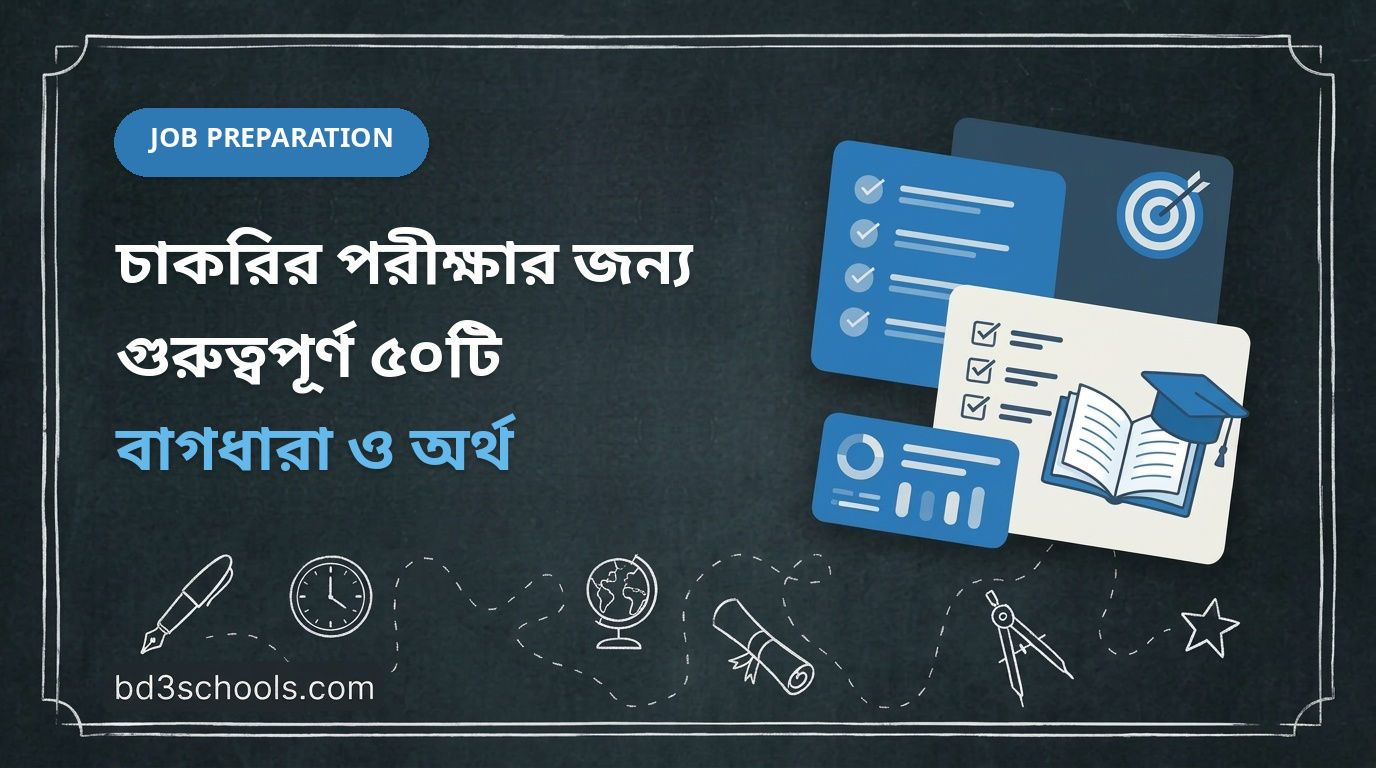 JOB PREPARATION
চাকরির পরীক্ষার জন্য
গুরুত্বপূর্ণ ৫০টি
বাগধারা ও অর্থ
bd3schools.com